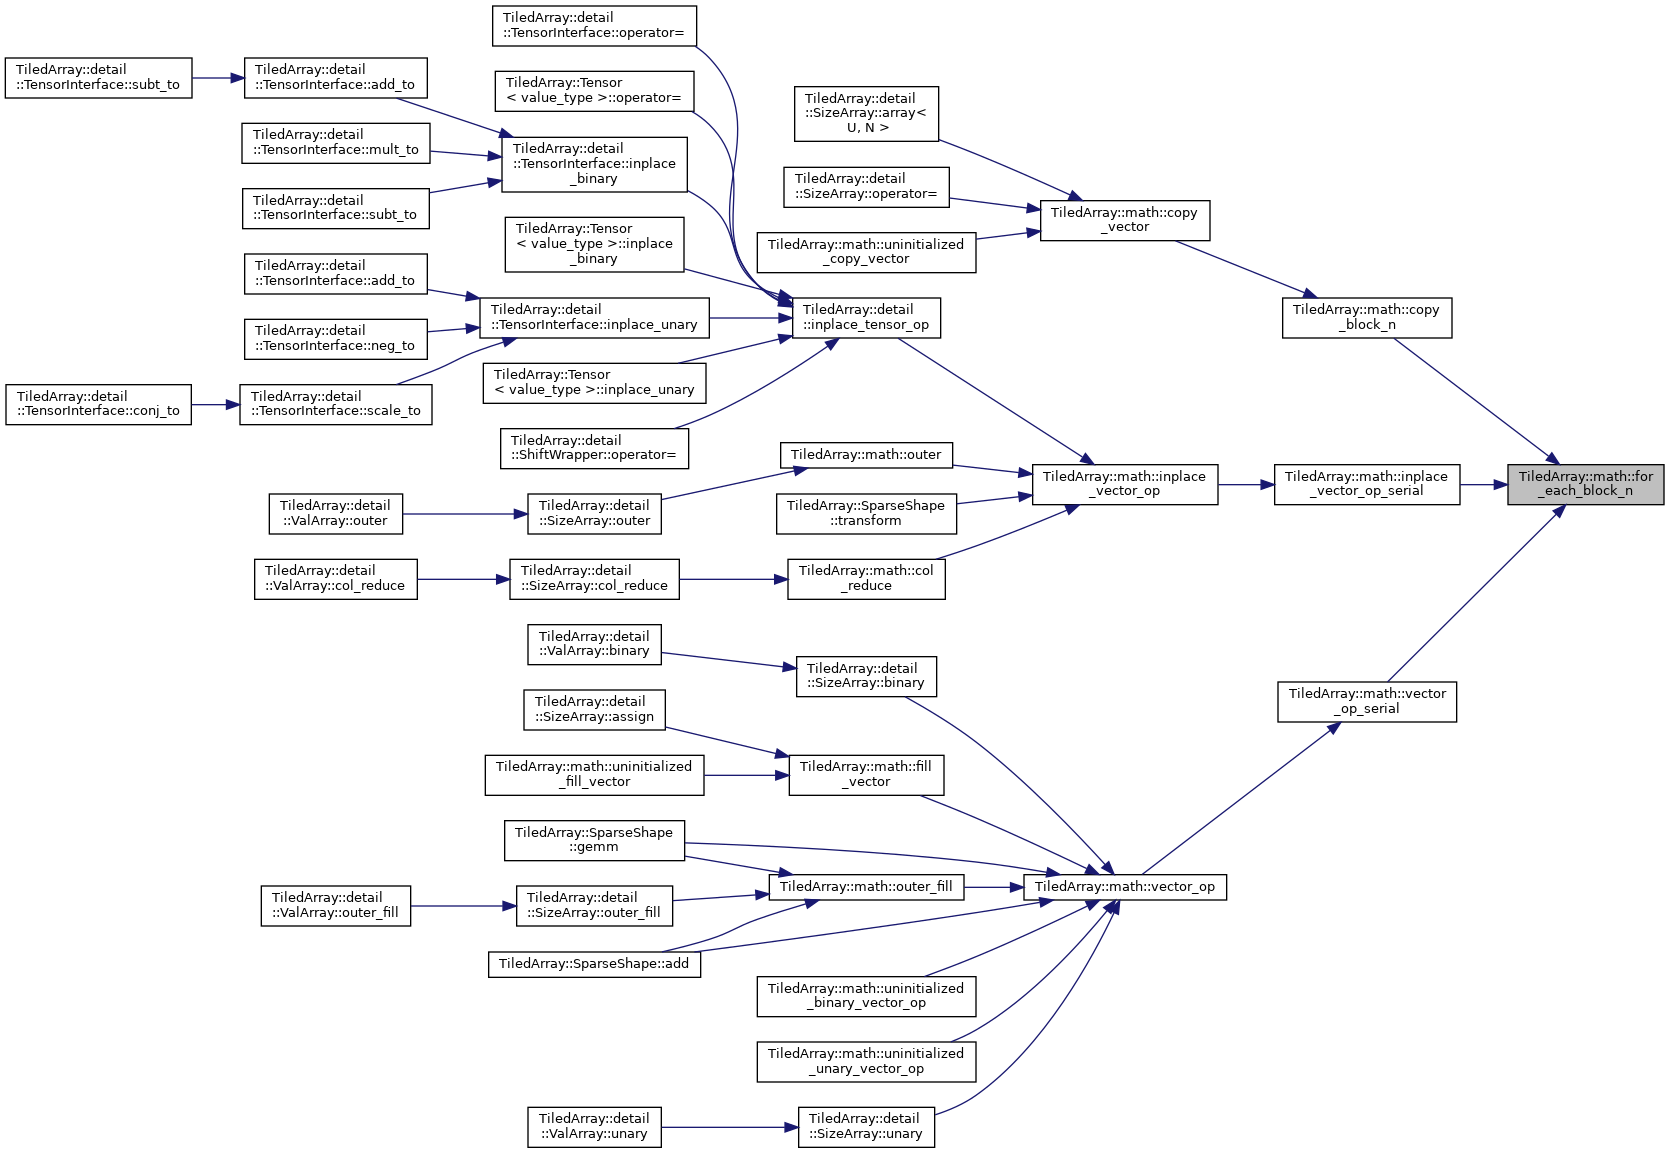 TiledArray::detail
::TensorInterface::operator=
TiledArray::detail
::TensorInterface::subt_to
TiledArray::detail
::TensorInterface::add_to
TiledArray::Tensor
< value_type >::operator=
TiledArray::detail
::SizeArray::array<
U, N >
TiledArray::detail
::TensorInterface::mult_to
TiledArray::detail
::TensorInterface::inplace
_binary
TiledArray::detail
::SizeArray::operator=
TiledArray::detail
::TensorInterface::subt_to
TiledArray::math::copy
_vector
TiledArray::Tensor
< value_type >::inplace
_binary
TiledArray::math::uninitialized
_copy_vector
TiledArray::detail
::TensorInterface::add_to
TiledArray::detail
::TensorInterface::inplace_unary
TiledArray::detail
::inplace_tensor_op
TiledArray::math::copy
_block_n
TiledArray::detail
::TensorInterface::neg_to
TiledArray::Tensor
< value_type >::inplace_unary
TiledArray::detail
::TensorInterface::conj_to
TiledArray::detail
::TensorInterface::scale_to
TiledArray::detail
::ShiftWrapper::operator=
TiledArray::math::outer
TiledArray::math::inplace
_vector_op
TiledArray::math::inplace
_vector_op_serial
TiledArray::math::for
_each_block_n
TiledArray::detail
::ValArray::outer
TiledArray::detail
::SizeArray::outer
TiledArray::SparseShape
::transform
TiledArray::detail
::ValArray::col_reduce
TiledArray::detail
::SizeArray::col_reduce
TiledArray::math::col
_reduce
TiledArray::detail
::ValArray::binary
TiledArray::detail
::SizeArray::binary
TiledArray::detail
::SizeArray::assign
TiledArray::math::vector
_op_serial
TiledArray::math::uninitialized
_fill_vector
TiledArray::math::fill
_vector
TiledArray::SparseShape
::gemm
TiledArray::math::outer_fill
TiledArray::math::vector_op
TiledArray::detail
::ValArray::outer_fill
TiledArray::detail
::SizeArray::outer_fill
TiledArray::SparseShape::add
TiledArray::math::uninitialized
_binary_vector_op
TiledArray::math::uninitialized
_unary_vector_op
TiledArray::detail
::ValArray::unary
TiledArray::detail
::SizeArray::unary